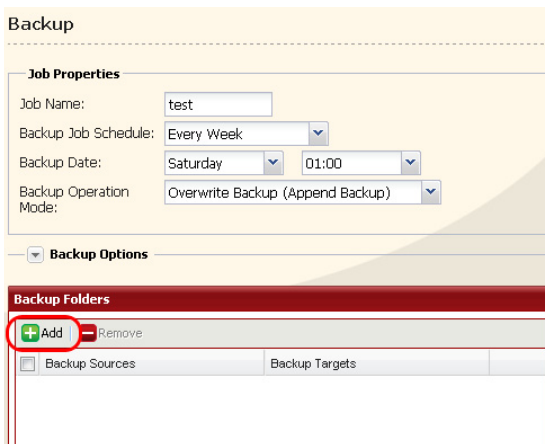 Backup
Job Properties
Job Name: test
Backup Job Schedule: Every Week
Backup Date: Saturday 01:00
Backup Operation Mode: Overwrite Backup (Append Backup)
Backup Options
Backup Folders
Add Remove
Backup Sources Backup Targets